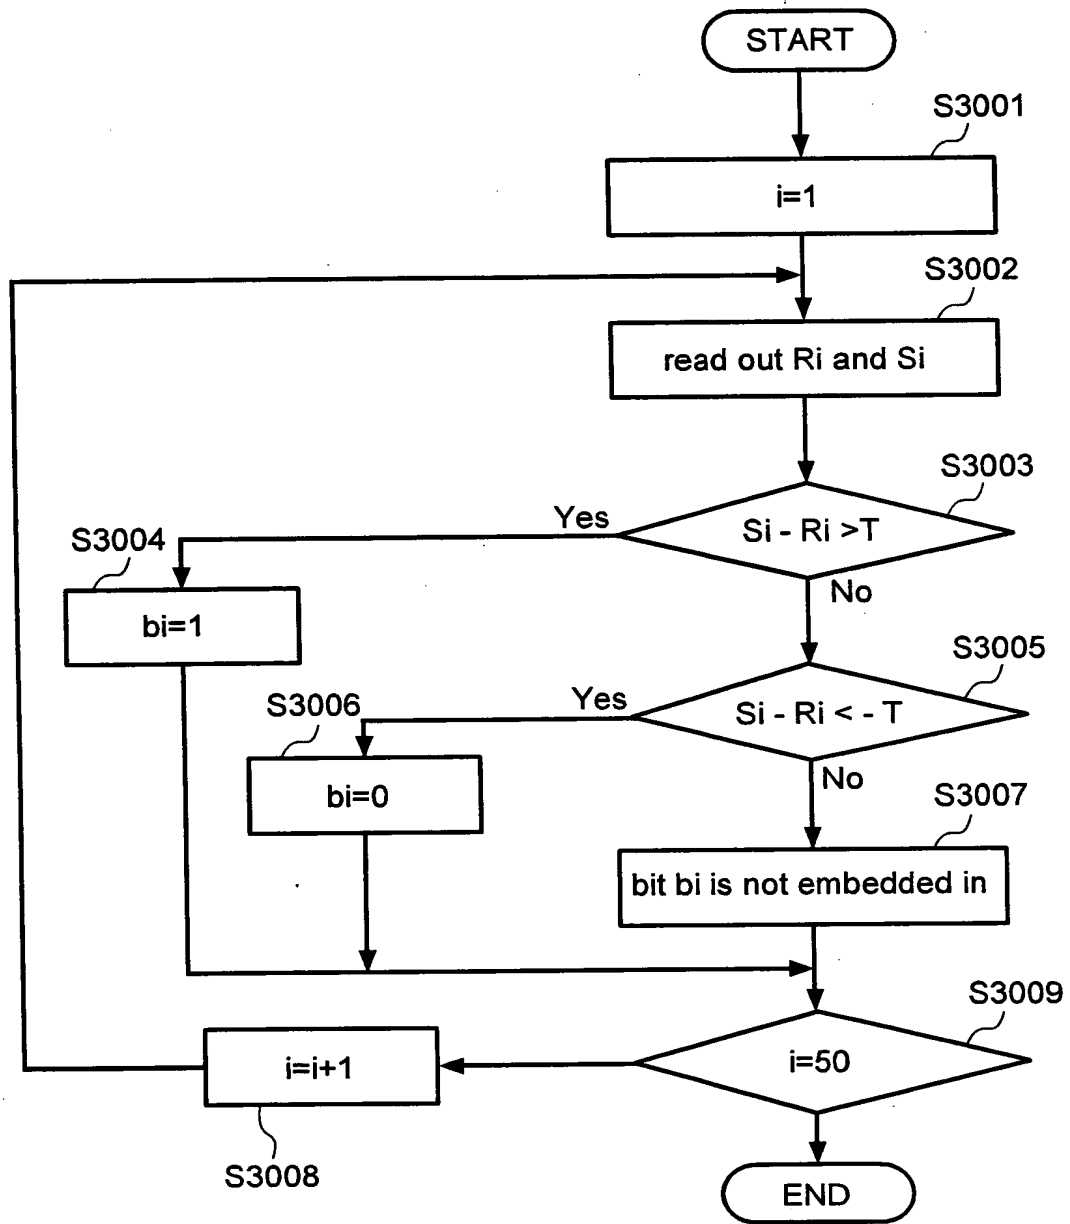 START
S3001
i=1
S3002
read out Ri and Si
S3003
Yes
Si - Ri >T
S3004
No
bi=1
S3005
S3006
Yes
Si - Ri < - T
No
bi=0
S3007
bit bi is not embedded in
S3009
i=i+1
i=50
S3008
END